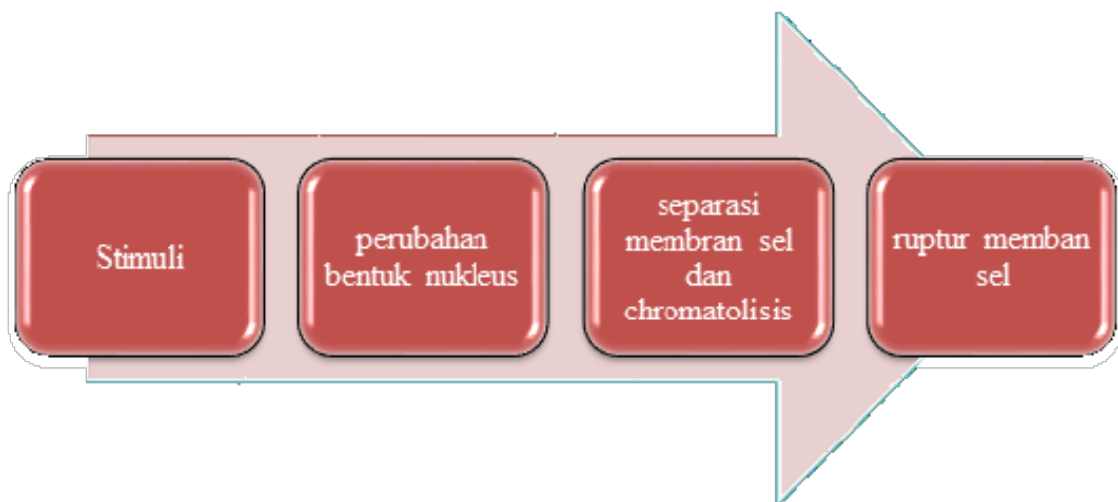 Stimuli
perubahan
bentuk nukleus
separasi
membran sel
dan
chromatolisis
ruptur memban
sel